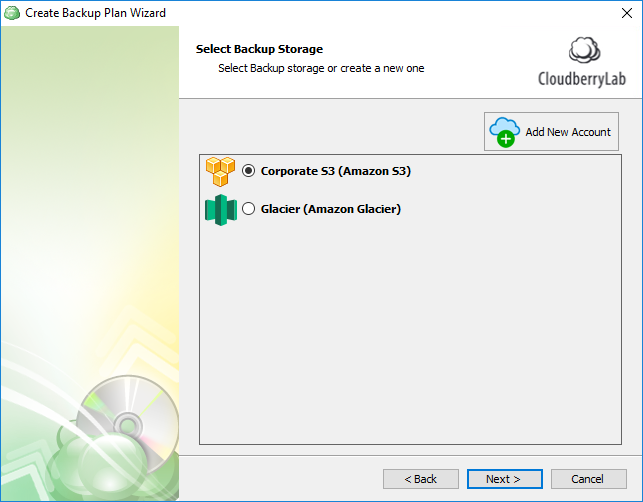 Create Backup Plan Wizard
Select Backup Storage
Select Backup storage or create a new one
CloudberryLab
Add New Account
Corporate S3 (Amazon S3)
Glacier (Amazon Glacier)
< Back
Next >
Cancel